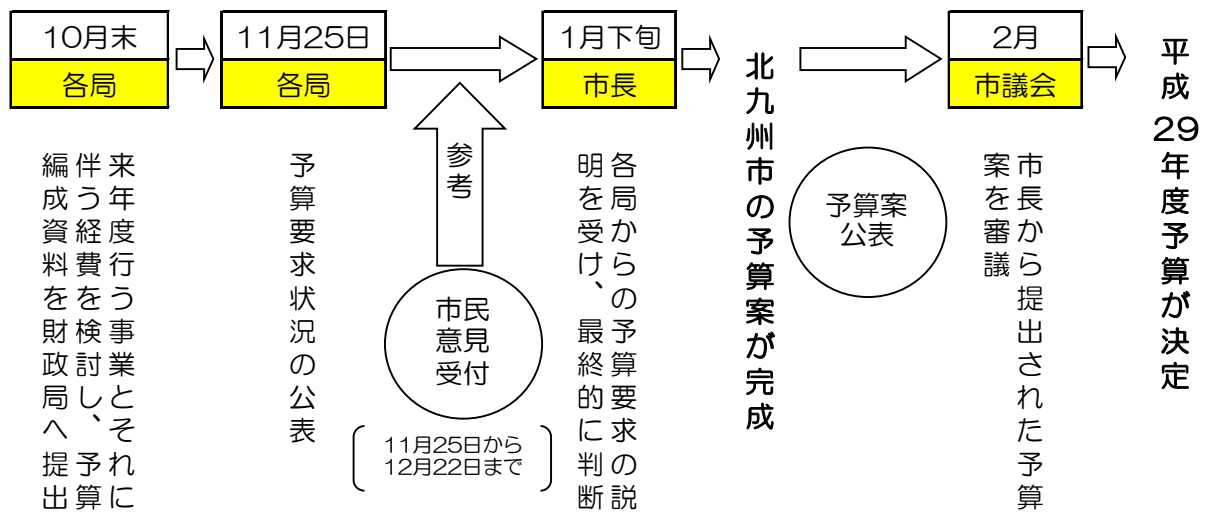 10月末
各局
来年度行う事業とそれに
伴う経費を検討し、予算
編成資料を財政局へ提出
11月25日
各局
予算要求状況の公表
参考
市民
意見
受付
11月25日から
12月22日まで
1月下旬
市長
各局からの予算要求の説
明を受け、最終的に判断
北九州市の予算案が完成
予算案
公表
2月
市議会
市長から提出された予算
案を審議
平成29年度予算が決定